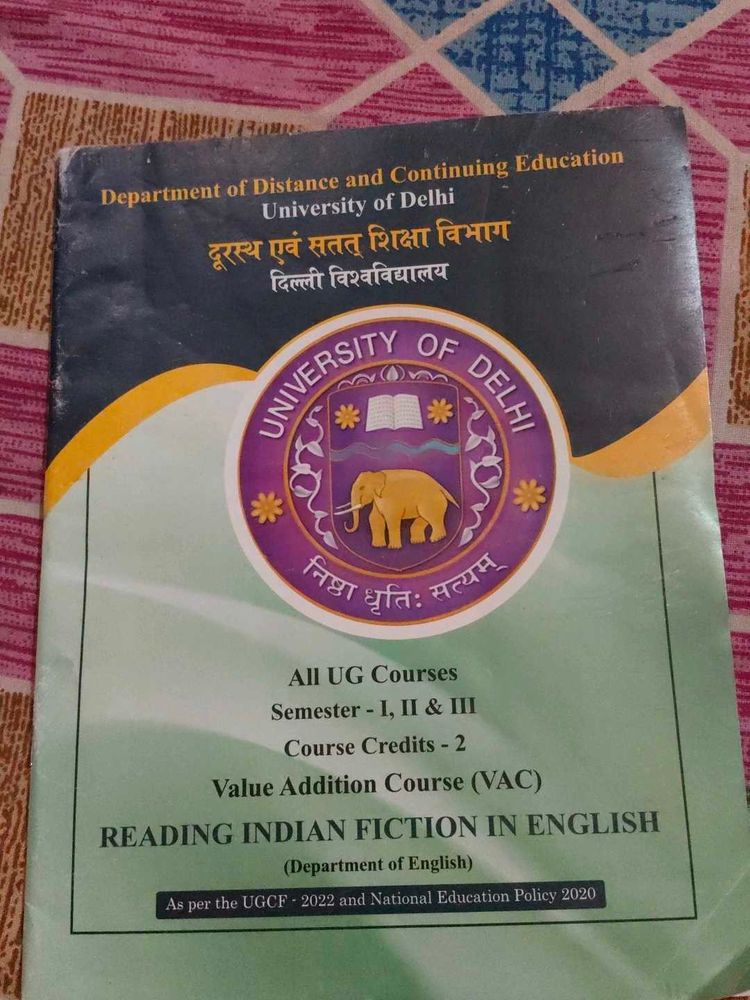 Department of Distance and Continuing Education
University of Delhi
दूरस्थ एवं सतत् शिक्षा विभाग
दिल्ली विश्वविद्यालय
UNIVERSITY OF DELHI
निष्ठा धृति: सत्यम्
All UG Courses
Semester - I, II & III
Course Credits - 2
Value Addition Course (VAC)
READING INDIAN FICTION IN ENGLISH
(Department of English)
As per the UGCF - 2022 and National Education Policy 2020